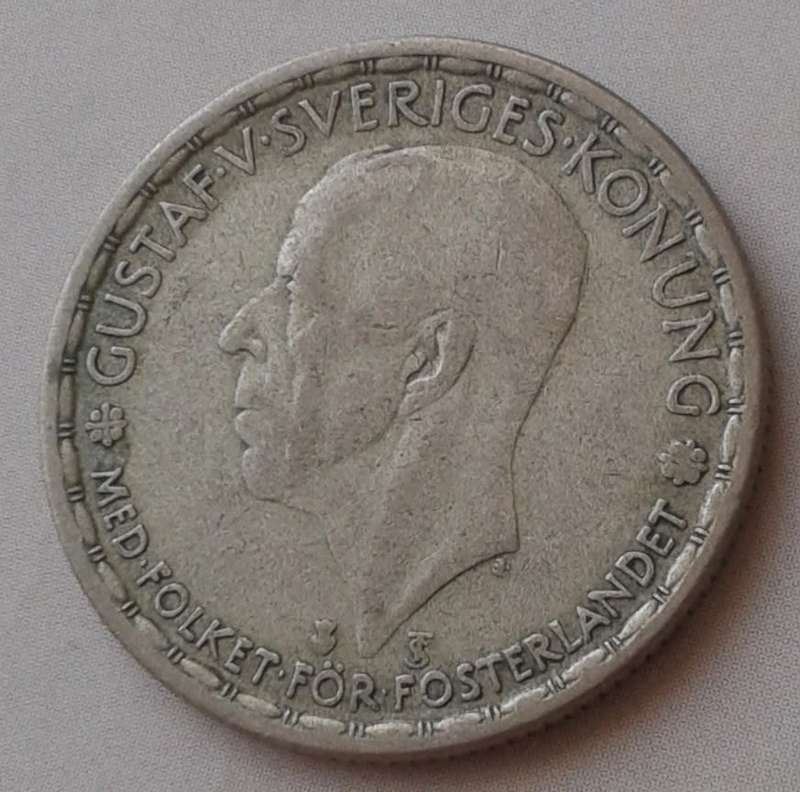 GUSTAF·V·SVERIGES·KONUNG
MED·FOLKET·FÖR·FOSTERLANDET
TS